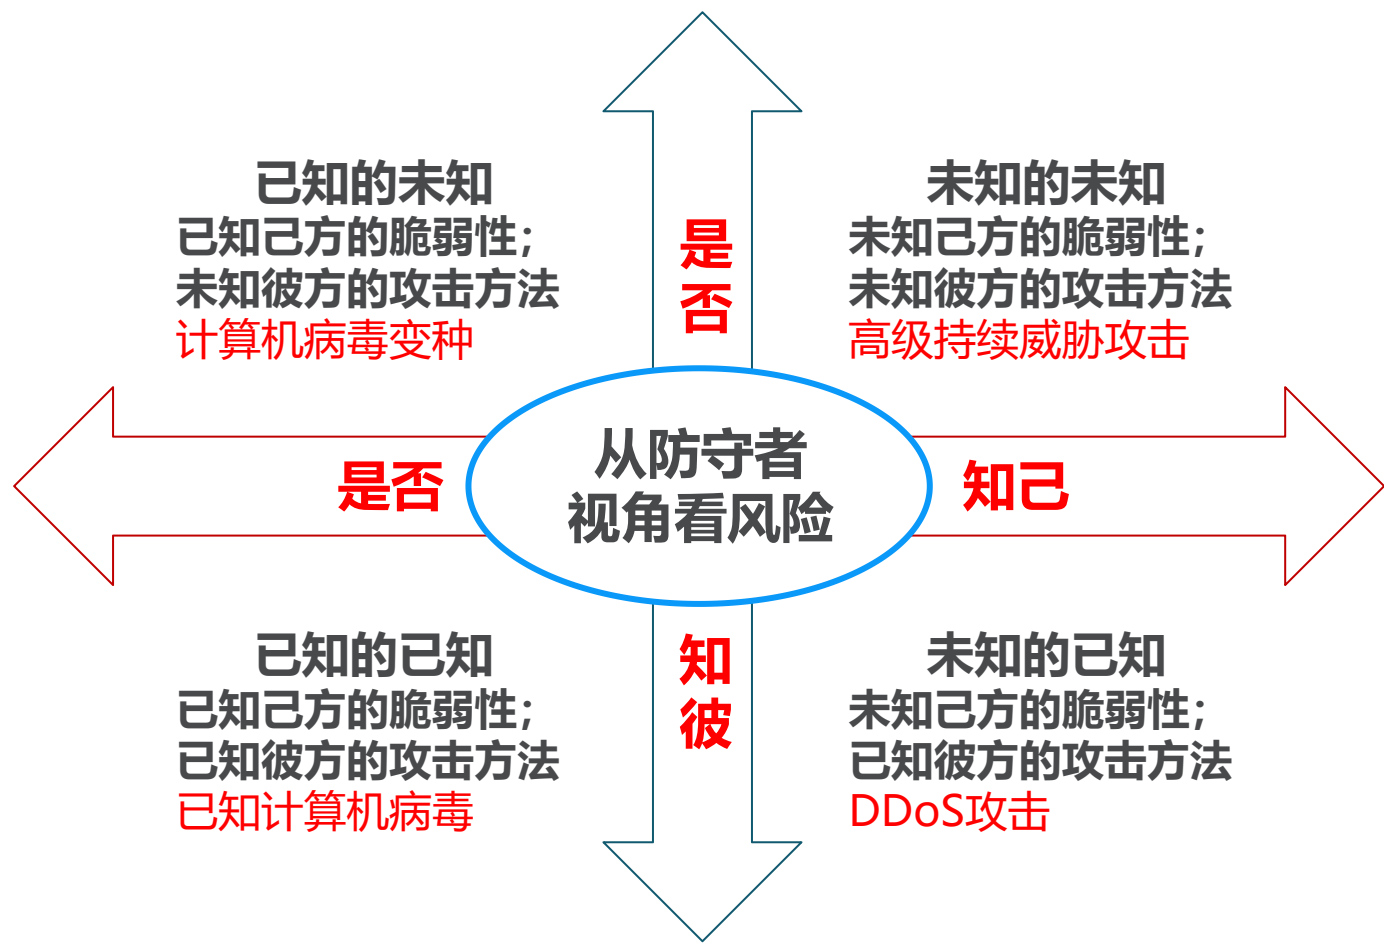 已知的未知
已知己方的脆弱性；
未知彼方的攻击方法
计算机病毒变种
是
否
未知的未知
未知己方的脆弱性；
未知彼方的攻击方法
高级持续威胁攻击
是否
从防守者
视角看风险
知己
已知的已知
已知己方的脆弱性；
已知彼方的攻击方法
已知计算机病毒
知
彼
未知的已知
未知己方的脆弱性；
已知彼方的攻击方法
DDoS攻击